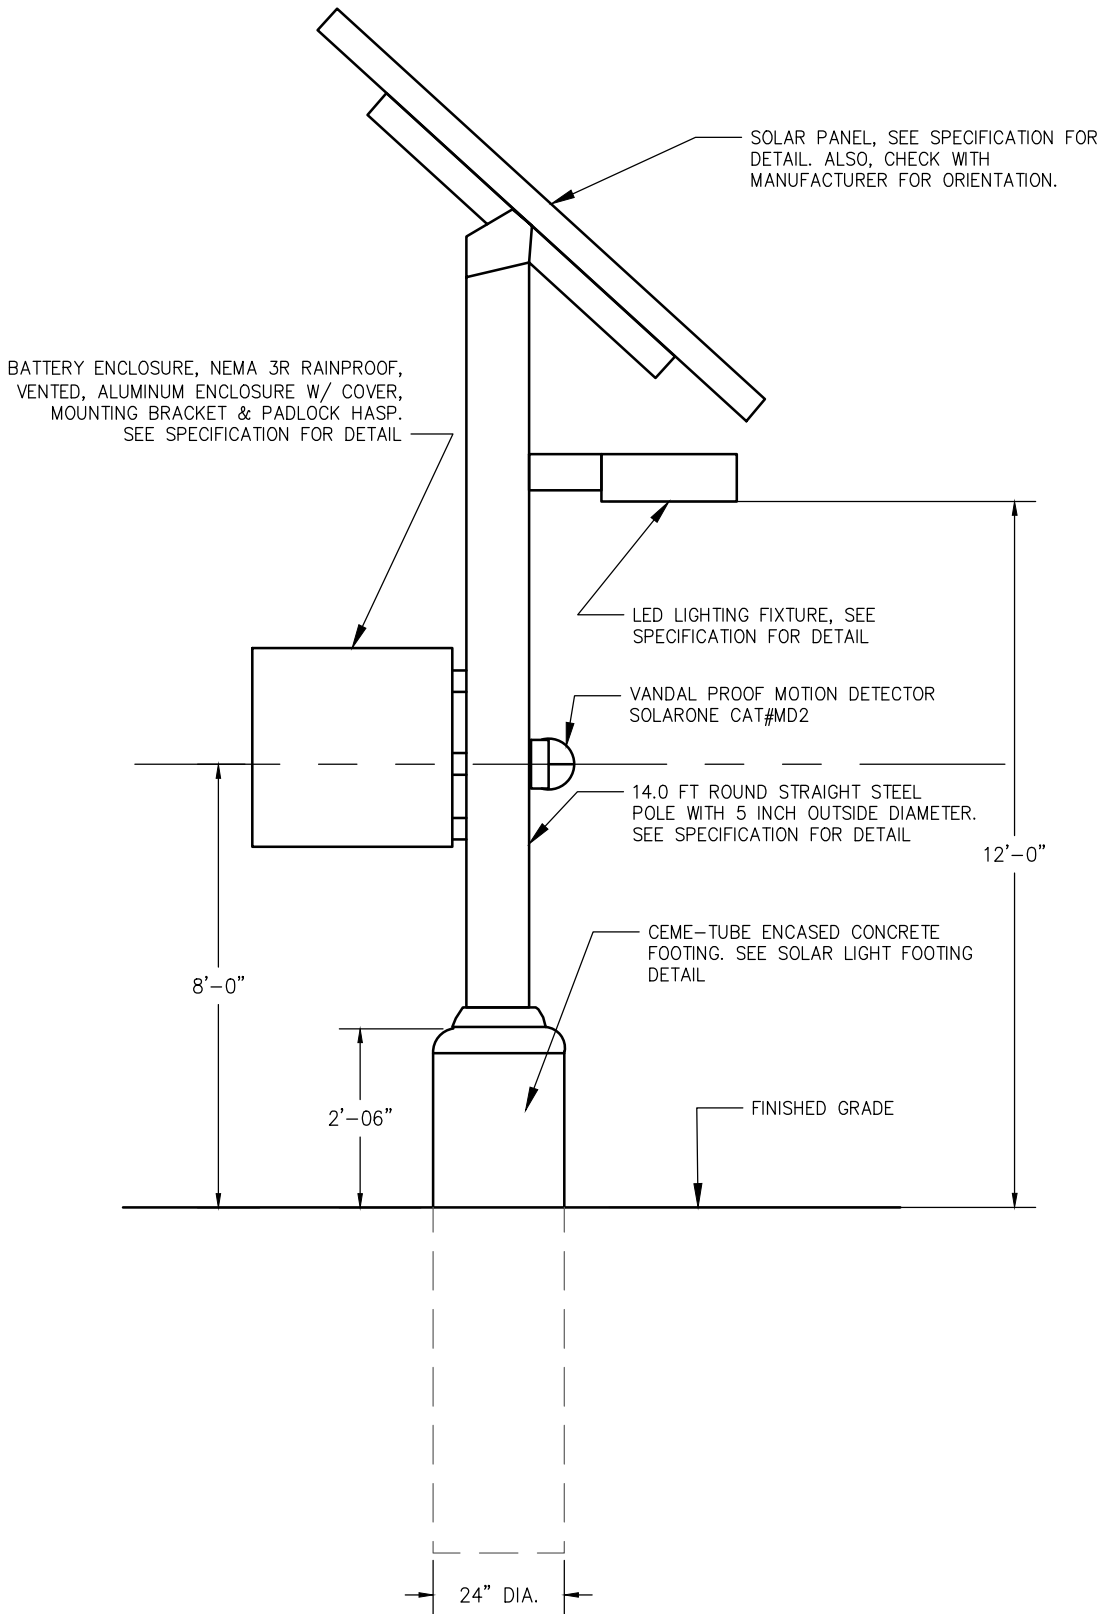 SOLAR PANEL, SEE SPECIFICATION FOR
DETAIL. ALSO, CHECK WITH
MANUFACTURER FOR ORIENTATION.
BATTERY ENCLOSURE, NEMA 3R RAINPROOF,
VENTED, ALUMINUM ENCLOSURE W/ COVER,
MOUNTING BRACKET & PADLOCK HASP.
SEE SPECIFICATION FOR DETAIL
LED LIGHTING FIXTURE, SEE
SPECIFICATION FOR DETAIL
VANDAL PROOF MOTION DETECTOR
SOLARONE CAT#MD2
14.0 FT ROUND STRAIGHT STEEL
POLE WITH 5 INCH OUTSIDE DIAMETER.
SEE SPECIFICATION FOR DETAIL
12'-0"
CEME-TUBE ENCASED CONCRETE
FOOTING. SEE SOLAR LIGHT FOOTING
DETAIL
8'-0"
2'-06"
FINISHED GRADE
24" DIA.